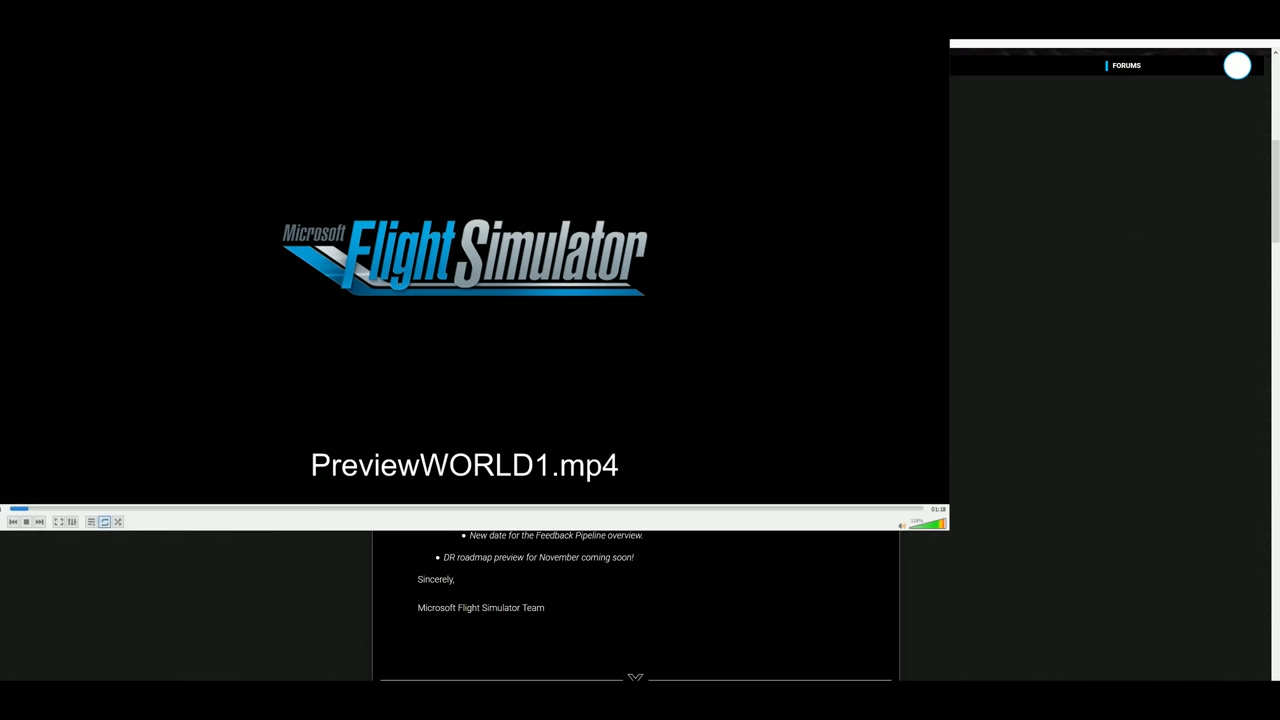 FORUMS
Microsoft Flight Simulator
PreviewWORLD1.mp4
01:18
118%
New date for the Feedback Pipeline overview.
DR roadmap preview for November coming soon!
Sincerely,
Microsoft Flight Simulator Team